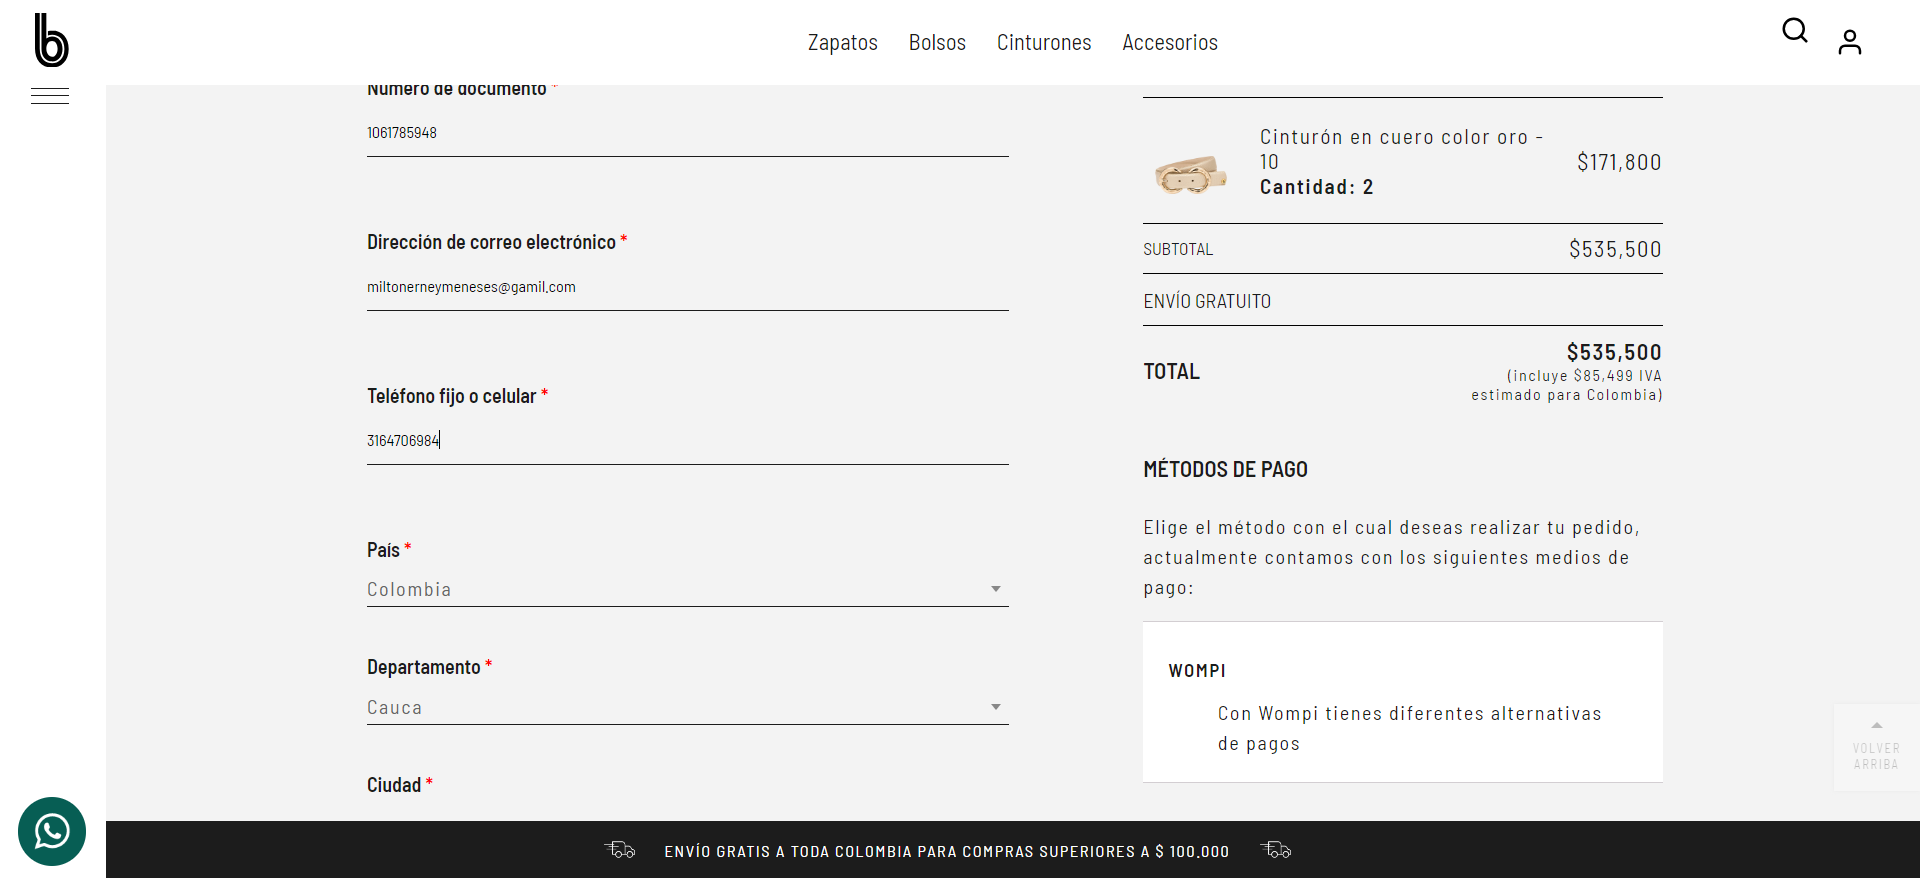 b
Zapatos Bolsos Cinturones Accesorios
Número de documento *
1061785948
Dirección de correo electrónico *
miltonerneymeneses@gamil.com
Teléfono fijo o celular *
3164706984
País *
Colombia
Departamento *
Cauca
Ciudad *
Cinturón en cuero color oro -
10
Cantidad: 2
$171,800
SUBTOTAL $535,500
ENVÍO GRATUITO
TOTAL $535,500
(incluye $85,499 IVA
estimado para Colombia)
MÉTODOS DE PAGO
Elige el método con el cual deseas realizar tu pedido,
actualmente contamos con los siguientes medios de
pago:
WOMPI
Con Wompi tienes diferentes alternativas
de pagos
VOLVER
ARRIBA
ENVÍO GRATIS A TODA COLOMBIA PARA COMPRAS SUPERIORES A $ 100.000